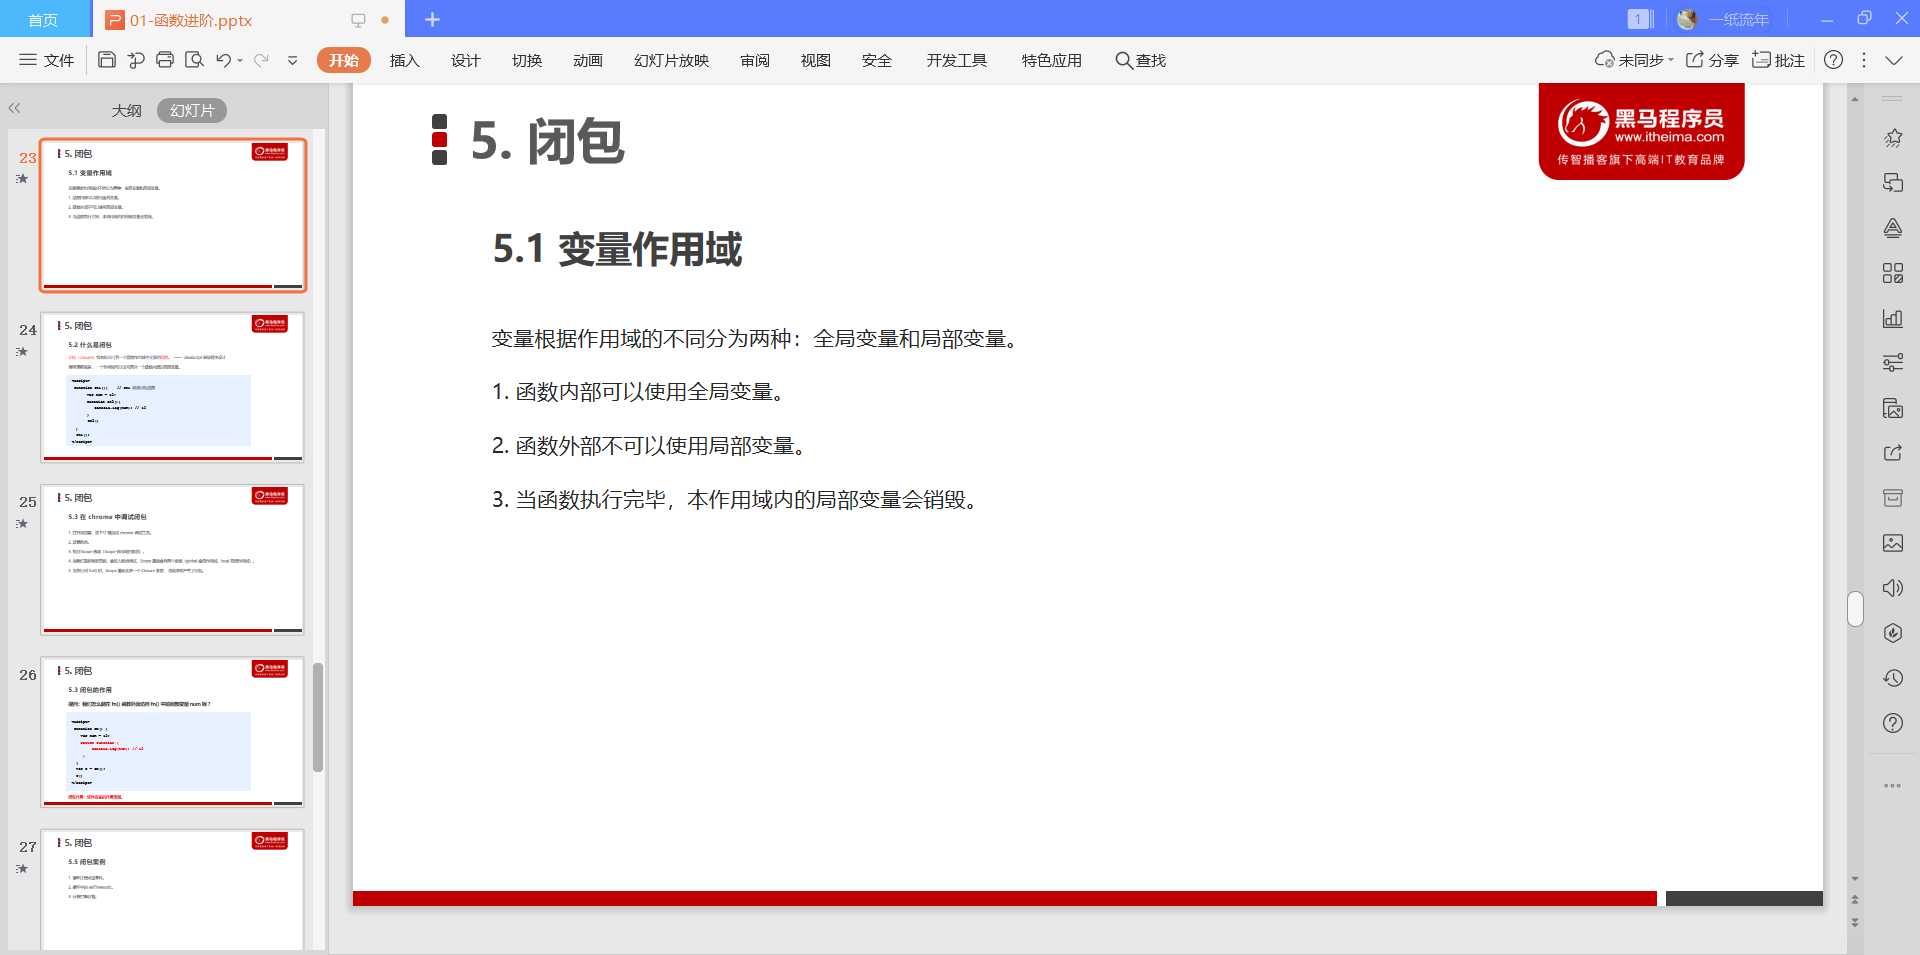 首页
01-函数进阶.pptx
1
一纸流年
文件
开始
插入
设计
切换
动画
幻灯片放映
审阅
视图
安全
开发工具
特色应用
查找
未同步
分享
批注
大纲
幻灯片
23
5. 闭包
5.1 变量作用域
24
5. 闭包
5.2 什么是闭包
25
5. 闭包
5.3 在 chrome 中调试闭包
26
5. 闭包
5.3 闭包的作用
27
5. 闭包
5.5 闭包案例
5. 闭包
黑马程序员
www.itheima.com
传智播客旗下高端IT教育品牌
5.1 变量作用域
变量根据作用域的不同分为两种：全局变量和局部变量。
1. 函数内部可以使用全局变量。
2. 函数外部不可以使用局部变量。
3. 当函数执行完毕，本作用域内的局部变量会销毁。